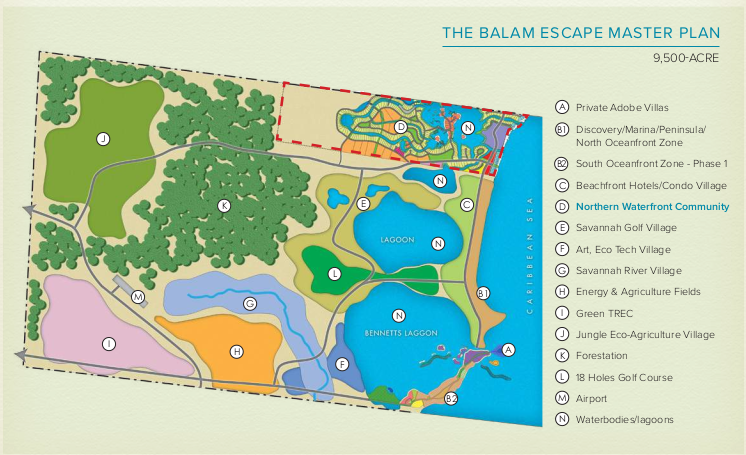 THE BALAM ESCAPE MASTER PLAN
9,500-ACRE
A Private Adobe Villas
B1 Discovery/Marina/Peninsula/
North Oceanfront Zone
B2 South Oceanfront Zone - Phase 1
C Beachfront Hotels/Condo Village
D Northern Waterfront Community
E Savannah Golf Village
F Art, Eco Tech Village
G Savannah River Village
H Energy & Agriculture Fields
I Green TREC
J Jungle Eco-Agriculture Village
K Forestation
L 18 Holes Golf Course
M Airport
N Waterbodies/lagoons
J
D
N
N
K
E
C
LAGOON
N
CARIBBEAN SEA
L
M
G
B1
N
BENNETTS LAGGON
I
H
F
A
B2